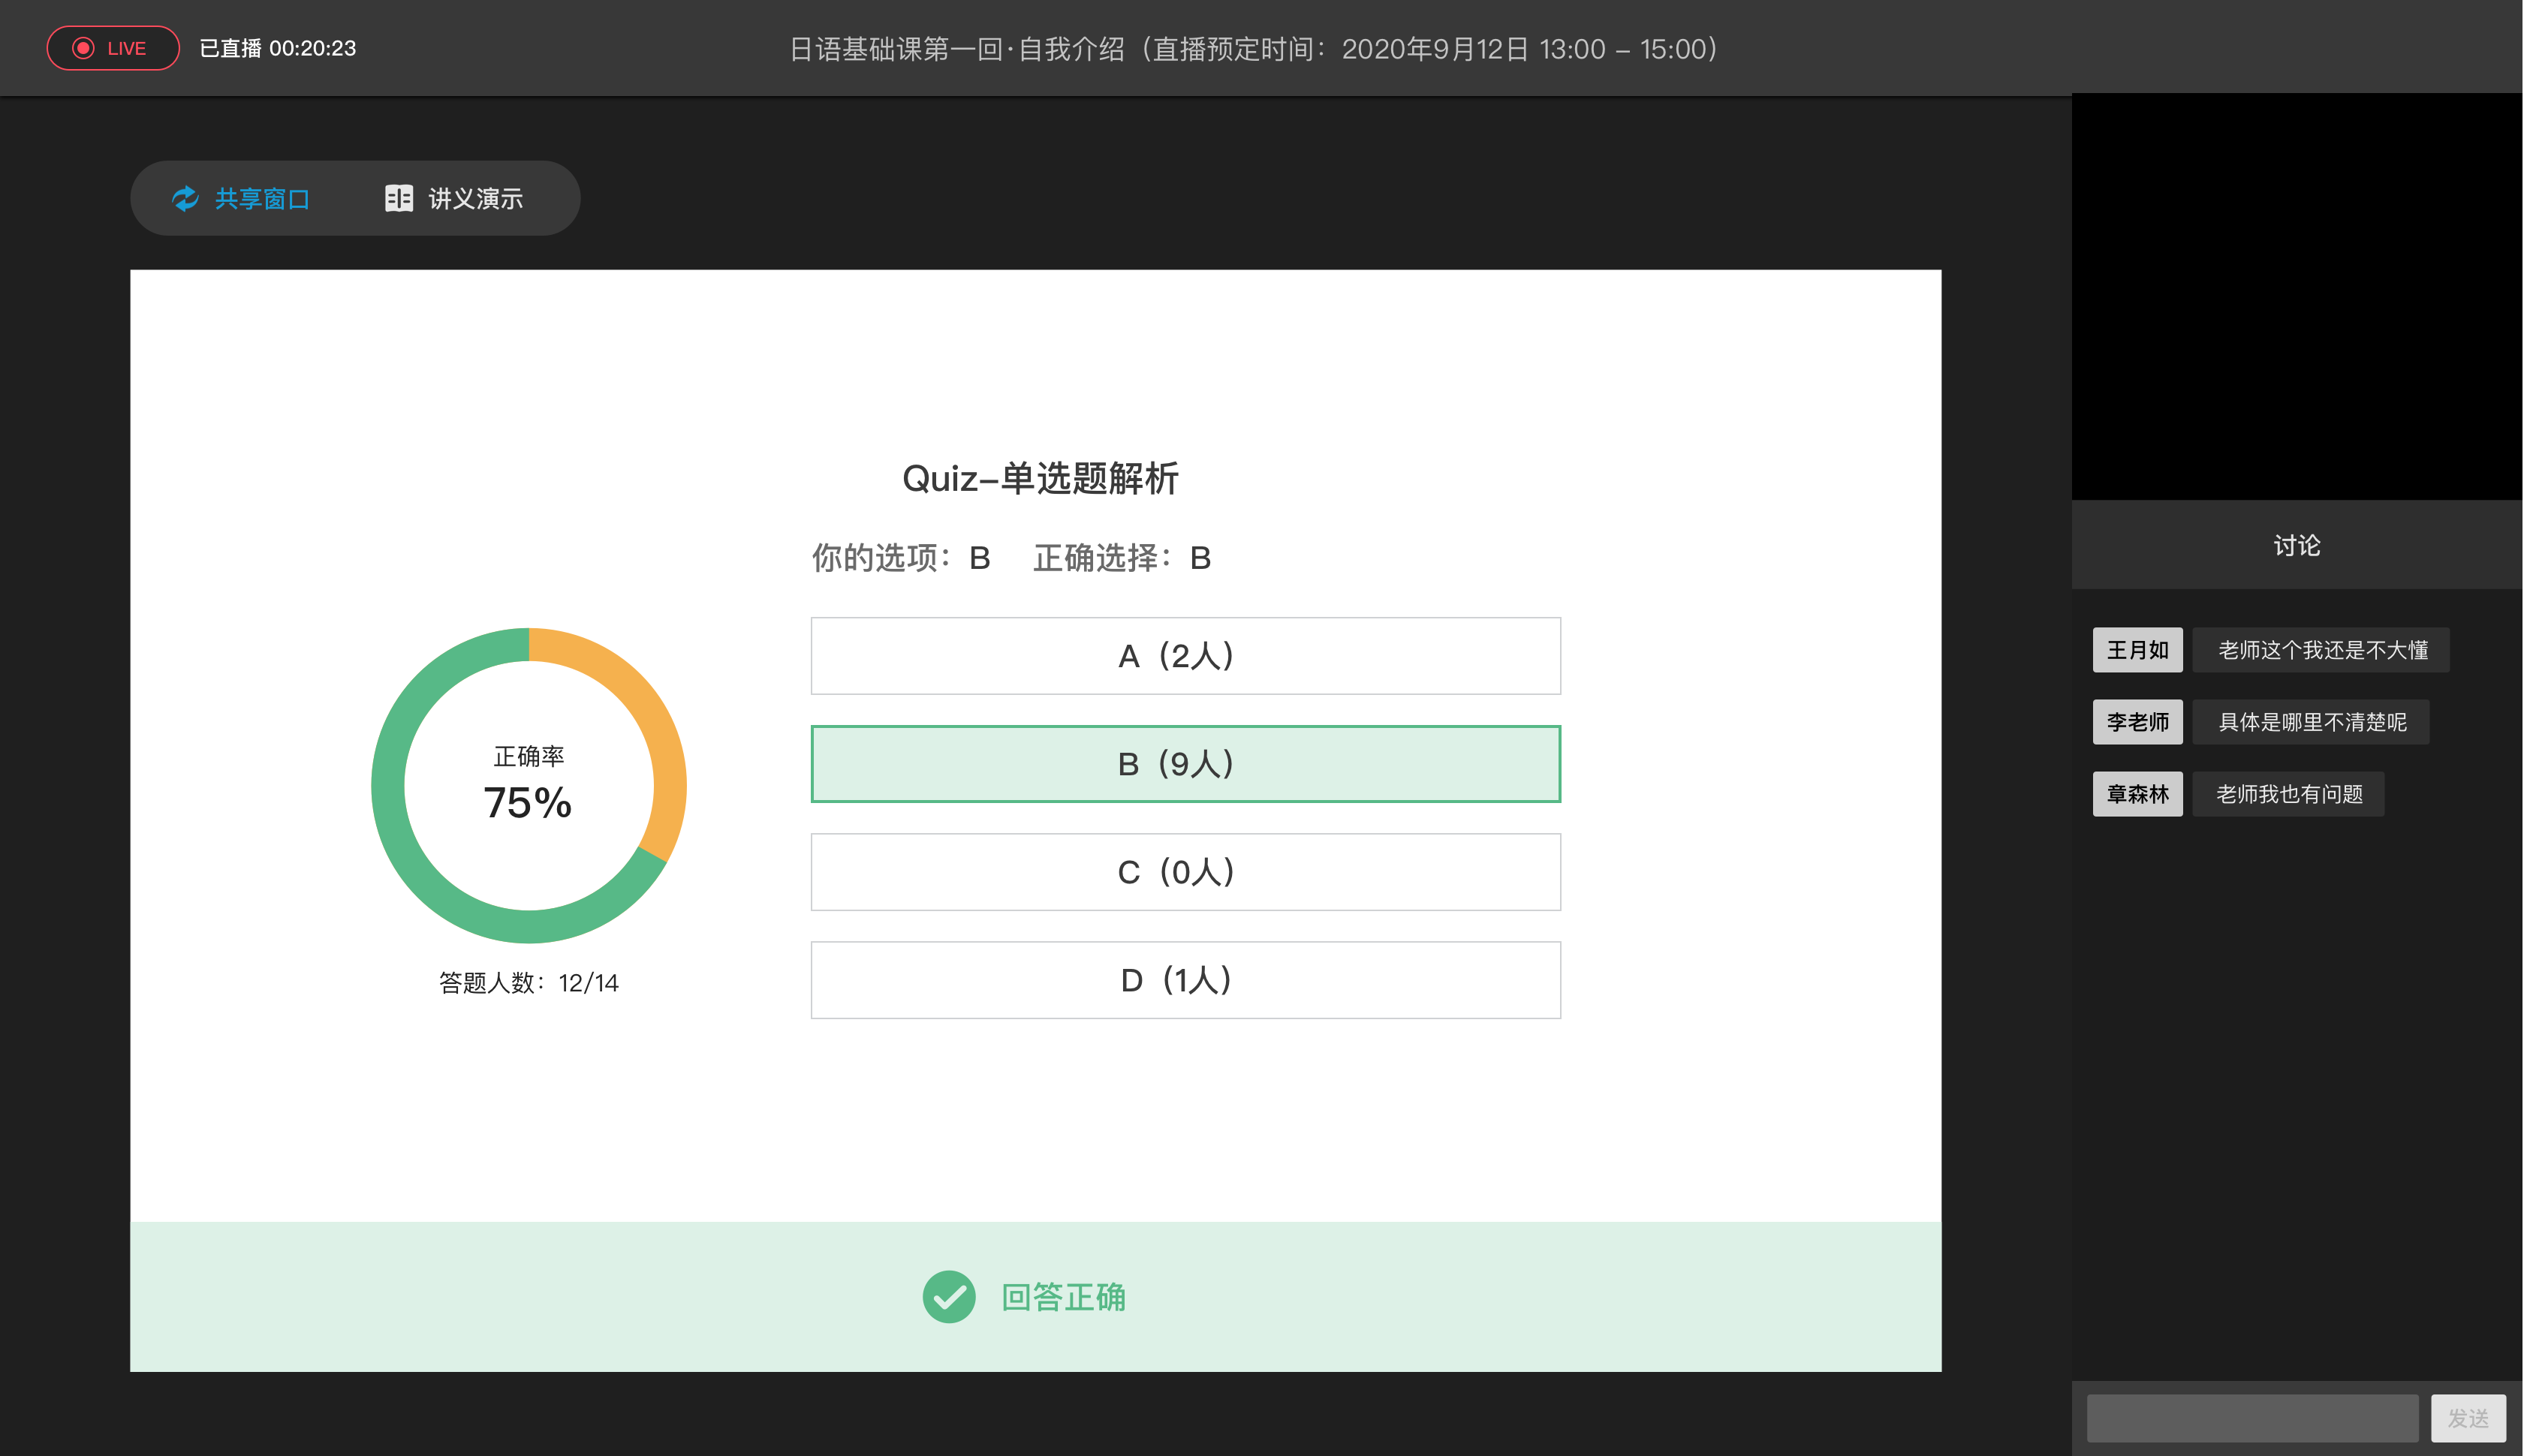 LIVE 已直播 00:20:23
日语基础课第一回·自我介绍（直播预定时间：2020年9月12日 13:00 – 15:00）
共享窗口 讲义演示
Quiz–单选题解析
你的选项：B 正确选择：B
A（2人）
B（9人）
C（0人）
D（1人）
正确率
75%
答题人数：12/14
回答正确
讨论
王月如 老师这个我还是不大懂
李老师 具体是哪里不清楚呢
章森林 老师我也有问题
发送